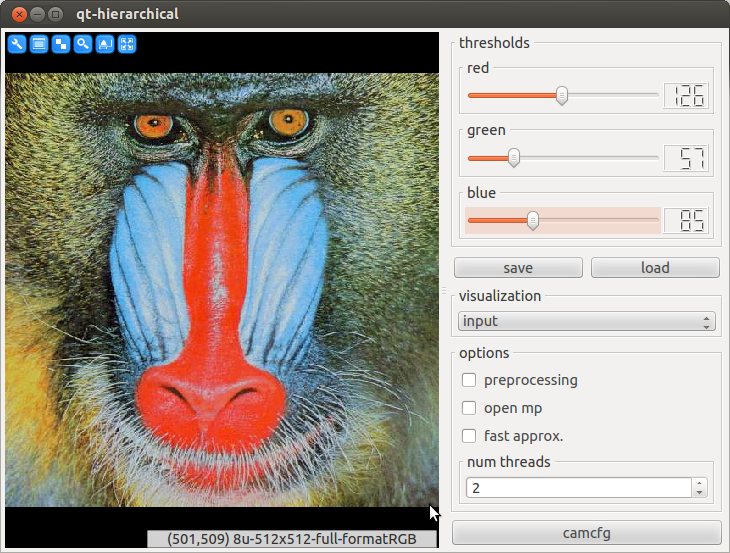 qt-hierarchical
thresholds
red
126
green
57
blue
85
save
load
visualization
input
options
preprocessing
open mp
fast approx.
num threads
2
camcfg
(501,509) 8u-512x512-full-formatRGB